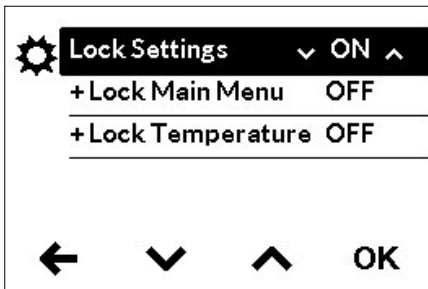 Lock Settings ON
+Lock Main Menu OFF
+Lock Temperature OFF
OK